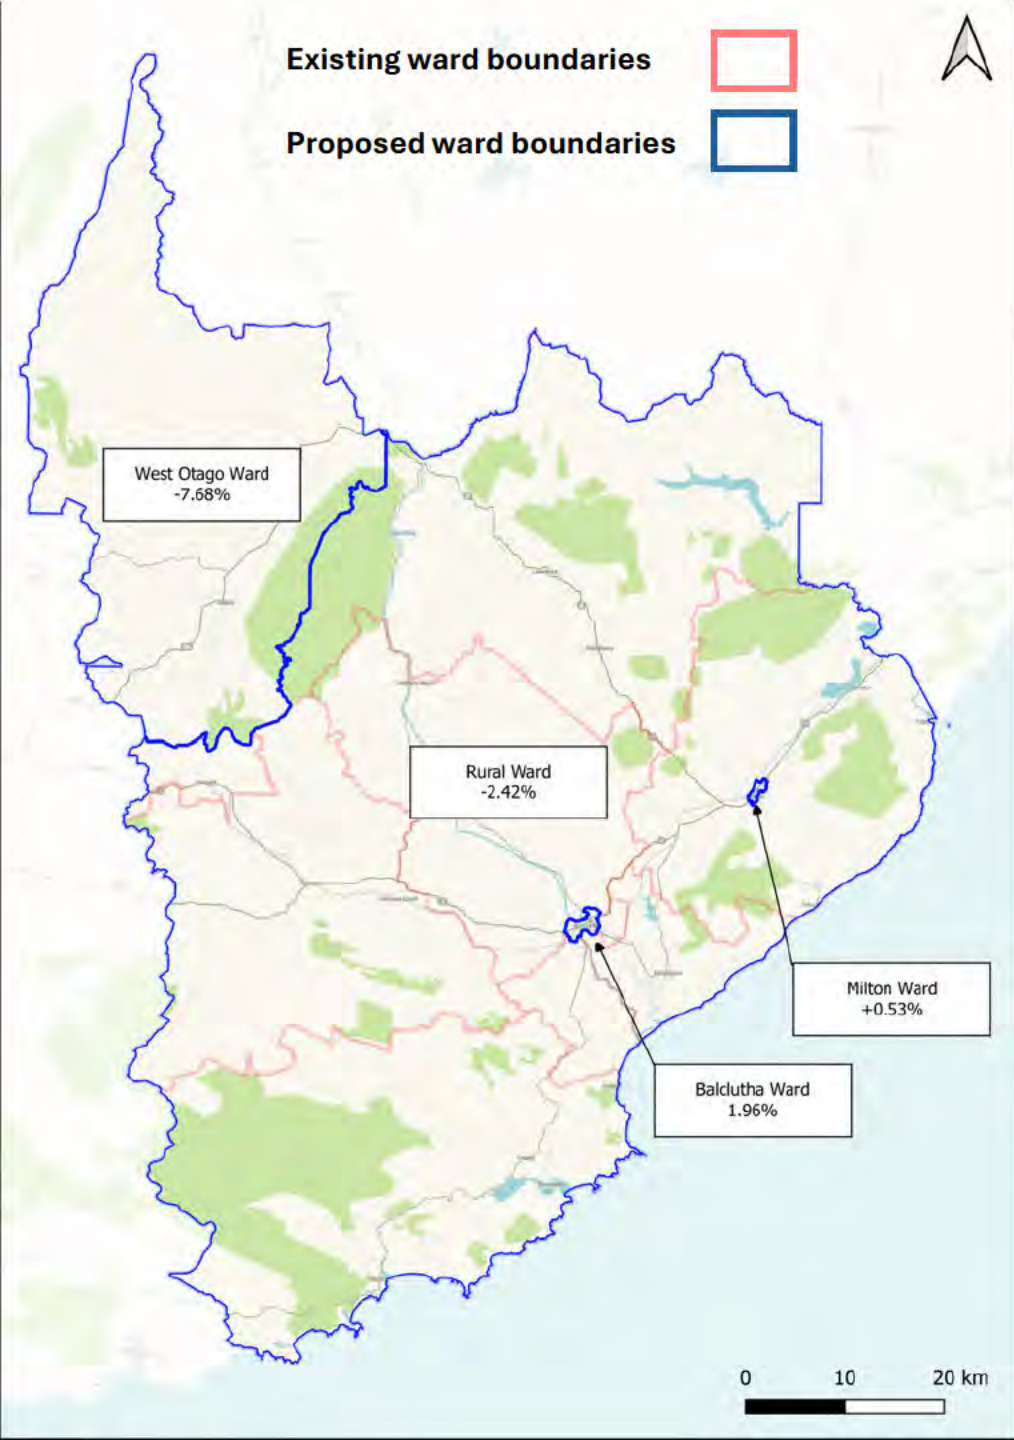 Existing ward boundaries
Proposed ward boundaries
West Otago Ward
-7.68%
Rural Ward
-2.42%
Milton Ward
+0.53%
Balclutha Ward
1.96%
0 10 20 km